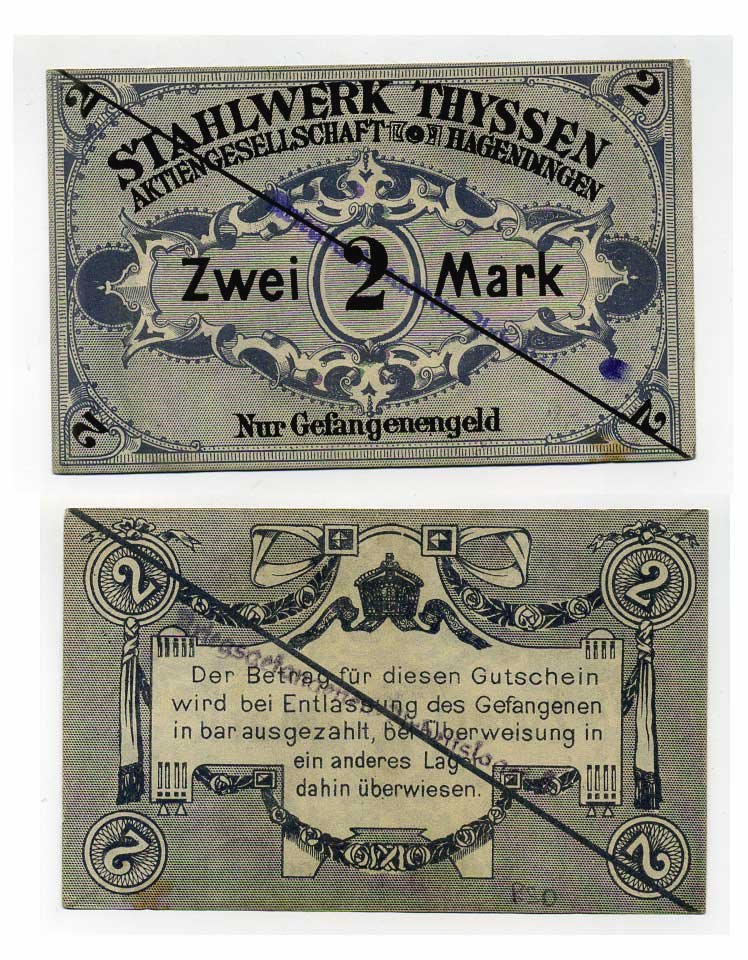 2 2
STAHLWERK THYSSEN
AKTIENGESELLSCHAFT HAGENDINGEN
Zwei 2 Mark
2 2
Nur Gefangenengeld
2 2
Der Betrag für diesen Gutschein
wird bei Entlassung des Gefangenen
in bar ausgezahlt, bei Überweisung in
ein anderes Lager
dahin überwiesen.
2 2